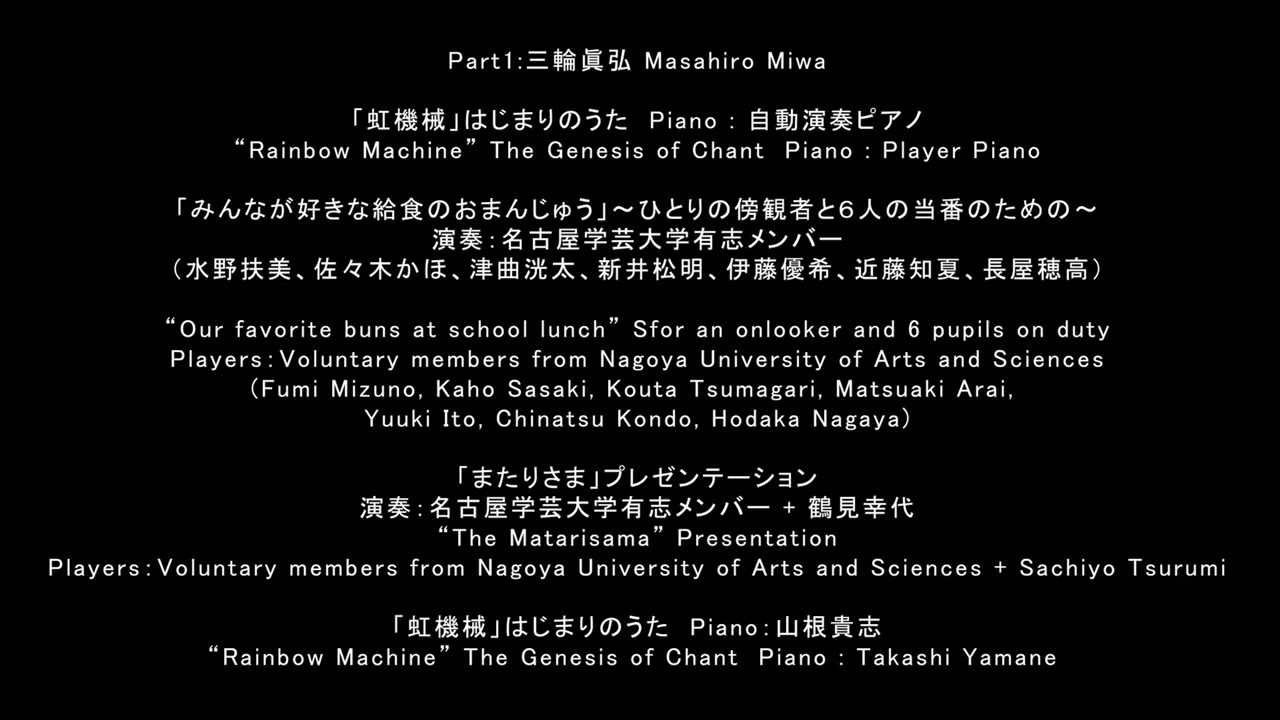 Part1:三輪眞弘 Masahiro Miwa
「虹機械」はじまりのうた Piano : 自動演奏ピアノ
“Rainbow Machine” The Genesis of Chant Piano : Player Piano
「みんなが好きな給食のおまんじゅう」～ひとりの傍観者と６人の当番のための～
演奏：名古屋学芸大学有志メンバー
（水野扶美、佐々木かほ、津曲洸太、新井松明、伊藤優希、近藤知夏、長屋穂高）
“Our favorite buns at school lunch” Sfor an onlooker and 6 pupils on duty
Players：Voluntary members from Nagoya University of Arts and Sciences
（Fumi Mizuno, Kaho Sasaki, Kouta Tsumagari, Matsuaki Arai,
Yuuki Ito, Chinatsu Kondo, Hodaka Nagaya）
「またりさま」プレゼンテーション
演奏：名古屋学芸大学有志メンバー + 鶴見幸代
“The Matarisama” Presentation
Players：Voluntary members from Nagoya University of Arts and Sciences + Sachiyo Tsurumi
「虹機械」はじまりのうた Piano：山根貴志
“Rainbow Machine” The Genesis of Chant Piano : Takashi Yamane